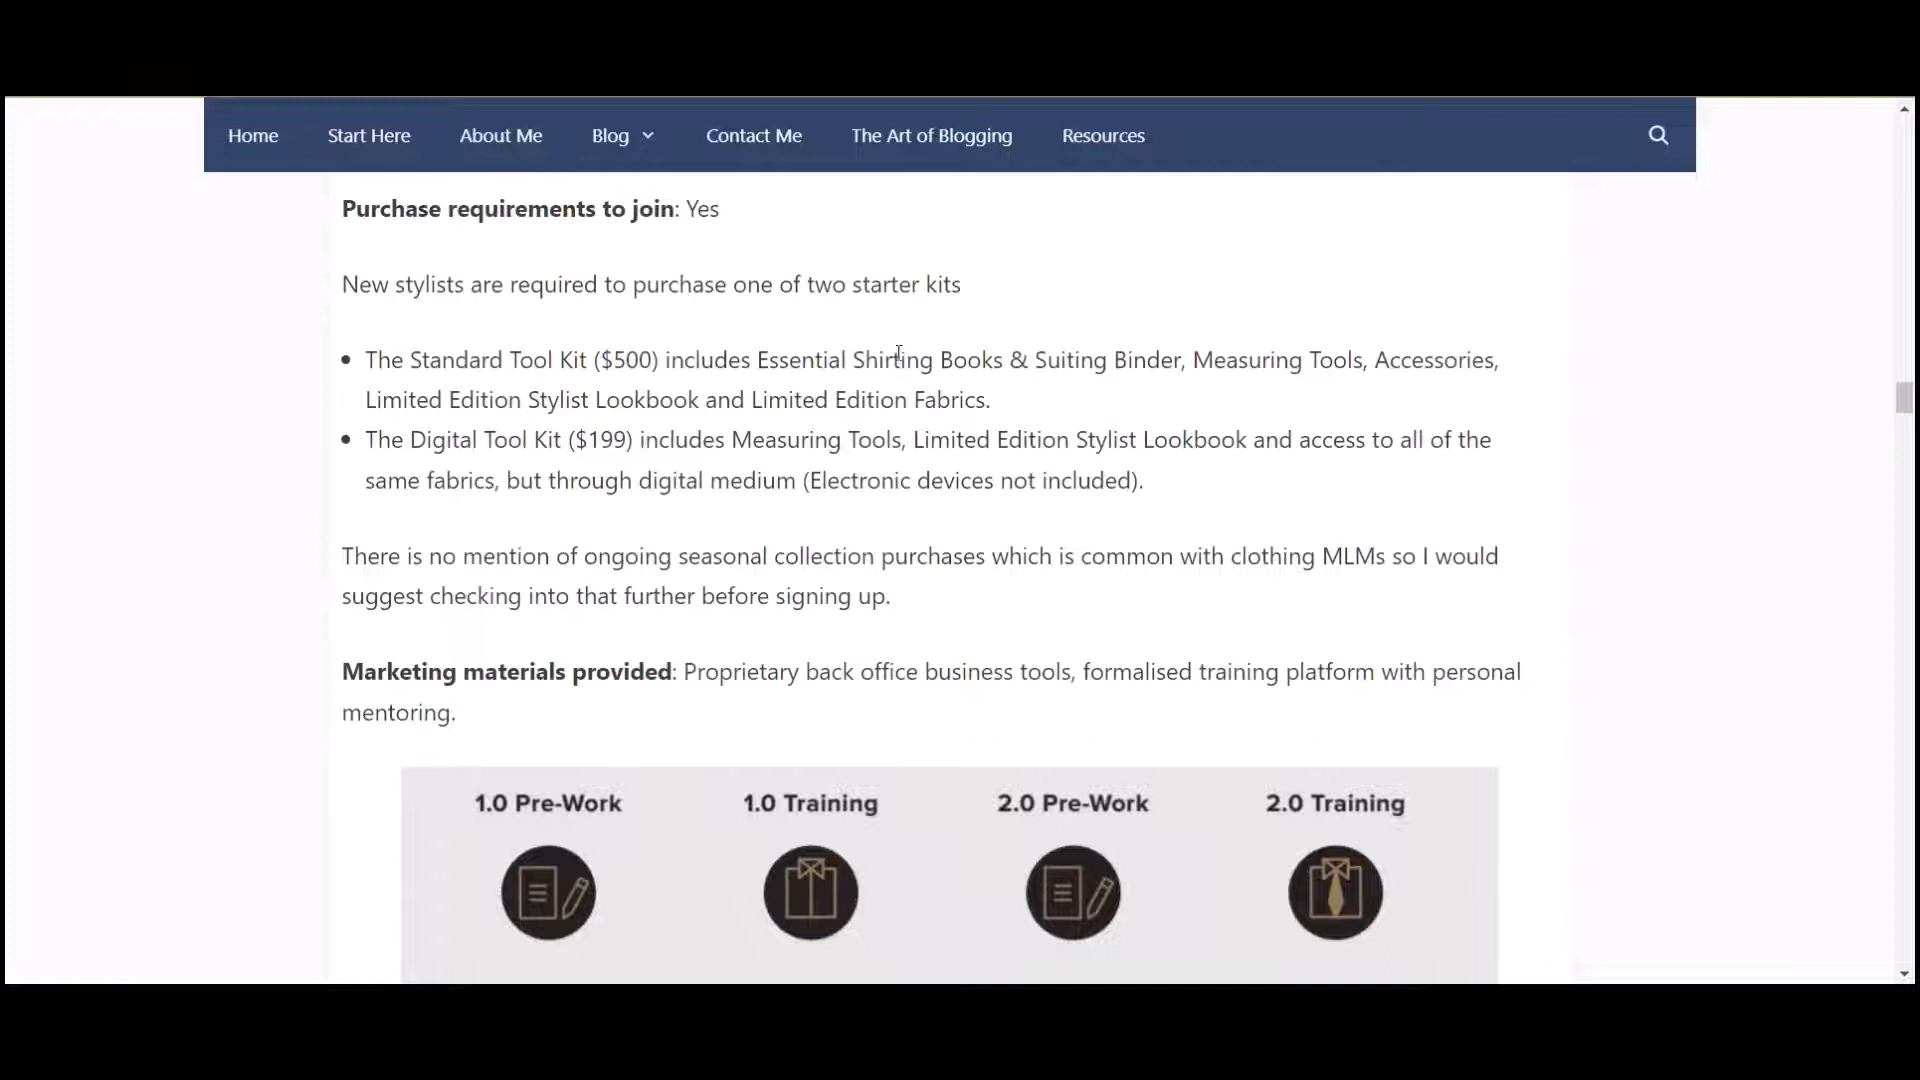 Home Start Here About Me Blog Contact Me The Art of Blogging Resources
Purchase requirements to join: Yes
New stylists are required to purchase one of two starter kits
The Standard Tool Kit ($500) includes Essential Shirting Books & Suiting Binder, Measuring Tools, Accessories,
Limited Edition Stylist Lookbook and Limited Edition Fabrics.
The Digital Tool Kit ($199) includes Measuring Tools, Limited Edition Stylist Lookbook and access to all of the
same fabrics, but through digital medium (Electronic devices not included).
There is no mention of ongoing seasonal collection purchases which is common with clothing MLMs so I would
suggest checking into that further before signing up.
Marketing materials provided: Proprietary back office business tools, formalised training platform with personal
mentoring.
1.0 Pre-Work 1.0 Training 2.0 Pre-Work 2.0 Training